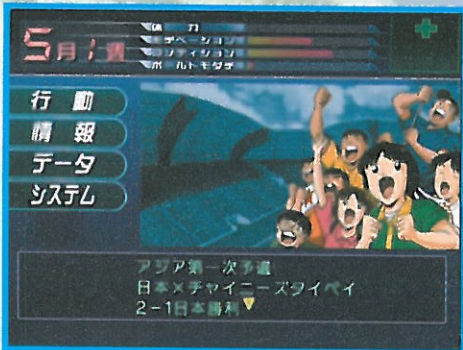 5月1週
体力
モチベーション
コンディション
ボールトモダチ
行動
情報
データ
システム
アジア第一次予選
日本×チャイニーズタイペイ
2-1日本勝利